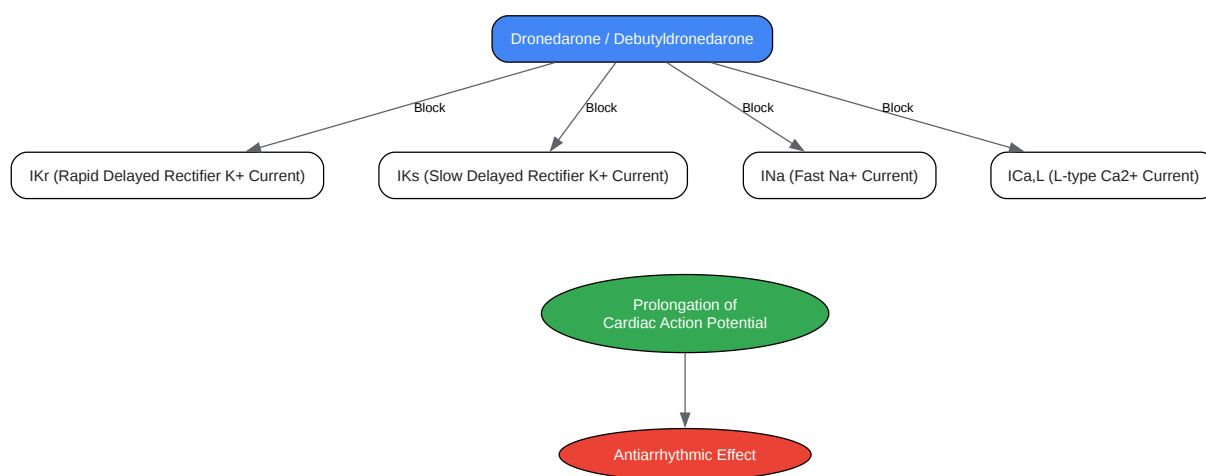 Dronedarone / Debutyldronedarone
Block
Block
Block
Block
IKr (Rapid Delayed Rectifier K+ Current)
IKs (Slow Delayed Rectifier K+ Current)
INa (Fast Na+ Current)
ICa,L (L-type Ca2+ Current)
Prolongation of
Cardiac Action Potential
Antiarrhythmic Effect